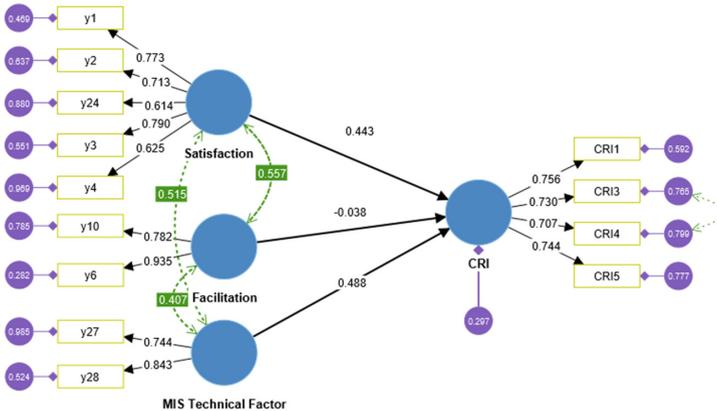 0.469
y1
0.773
0.637
y2
0.713
0.880
y24
0.614
0.551
y3
0.790
0.969
y4
0.625
Satisfaction
0.443
0.515
0.557
0.785
y10
0.782
-0.038
0.282
y6
0.935
0.407
Facilitation
0.488
0.985
y27
0.744
0.524
y28
0.843
MIS Technical Factor
CRI
0.297
0.756
CRI1
0.592
0.730
CRI3
0.765
0.707
CRI4
0.799
0.744
CRI5
0.777